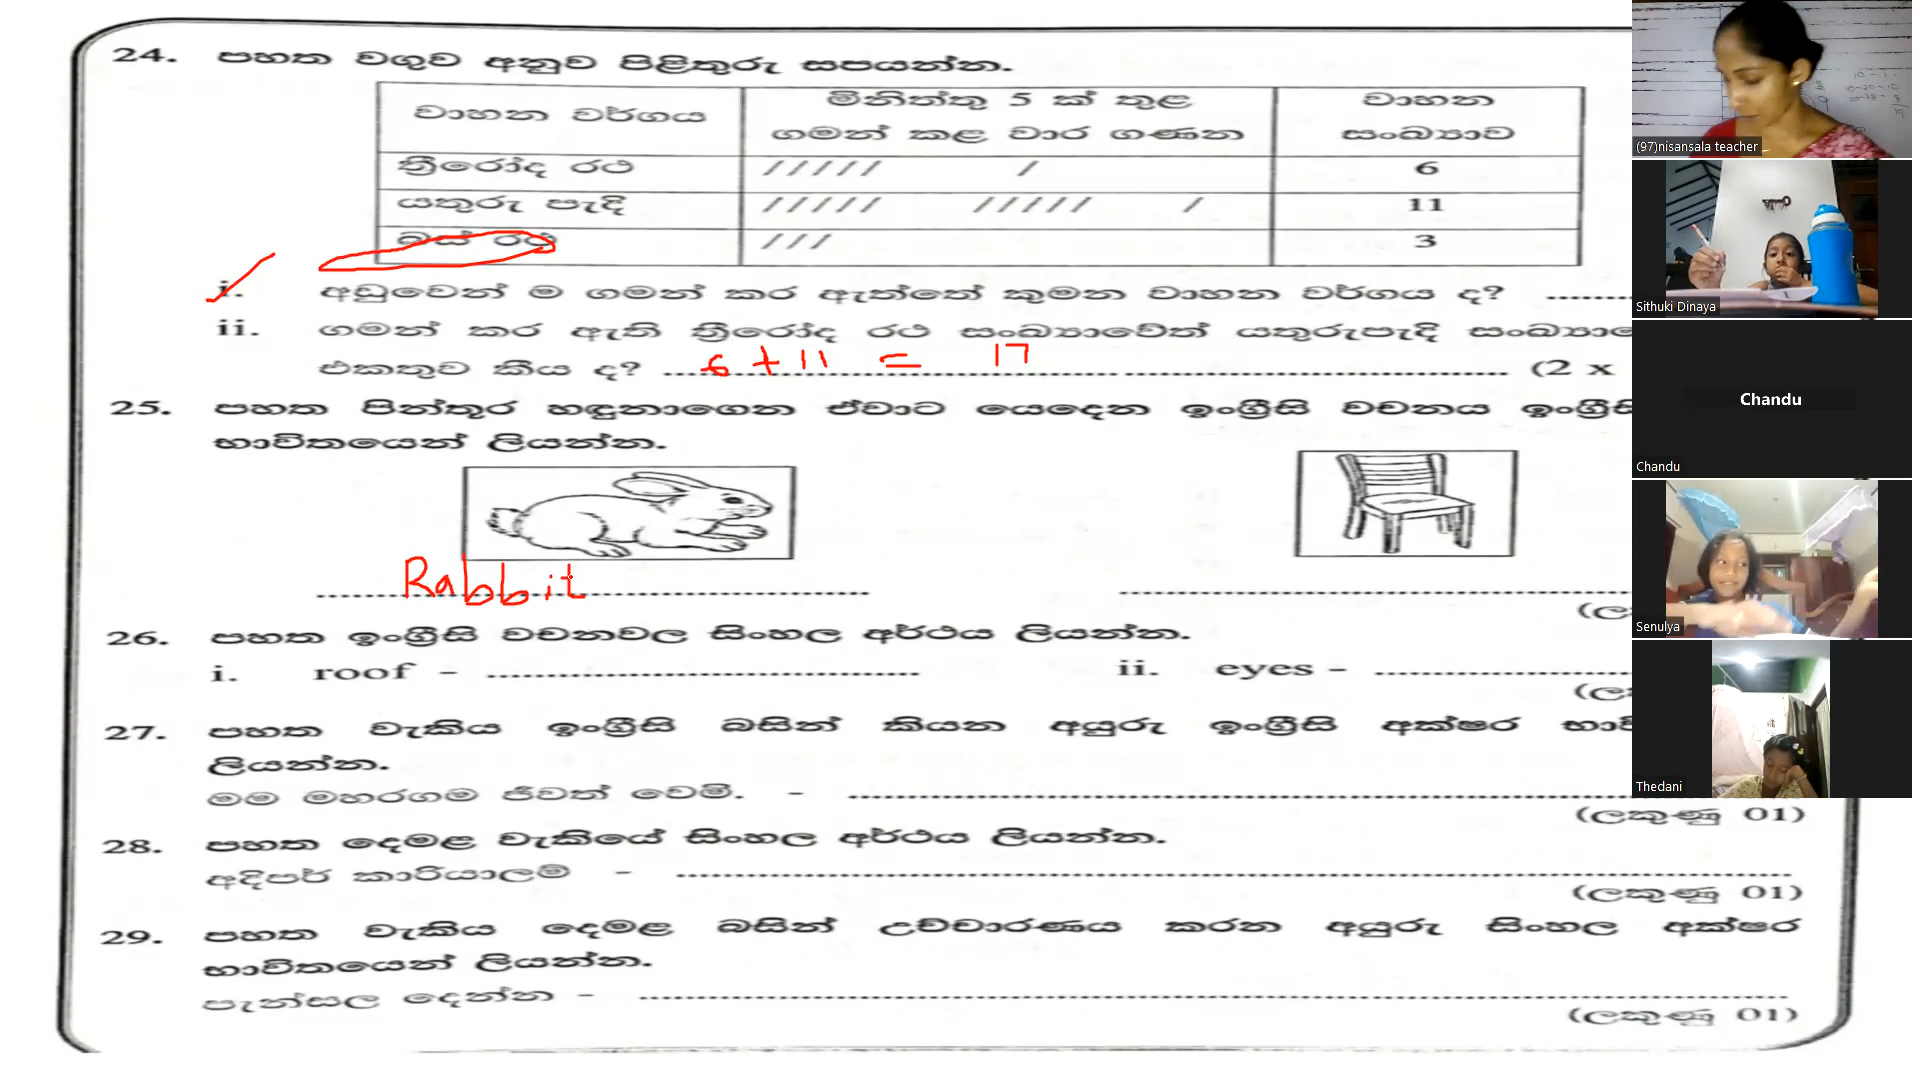 24. පහත වගුව අනුව පිළිතුරු සපයන්න.
වාහන වර්ගය
මිනිත්තු 5 ක් තුළ
ගමන් කළ වාර ගණන
වාහන
සංඛ්‍යාව
ත්‍රීරෝද රථ ///// / 6
යතුරු පැදි ///// ///// / 11
බස් රථ /// 3
i. අඩුවෙන් ම ගමන් කර ඇත්තේ කුමන වාහන වර්ගය ද? ..........
ii. ගමන් කර ඇති ත්‍රීරෝද රථ සංඛ්‍යාවේත් යතුරුපැදි
එකතුව කීය ද? 6 + 11 = 17 (2 x
25. පහත පින්තූර හඳුනාගෙන ඒවාට යෙදෙන ඉංග්‍රීසි වචනය
භාවිතයෙන් ලියන්න.
Rabbit
26. පහත ඉංග්‍රීසි වචනවල සිංහල අර්ථය ලියන්න.
i. roof - ..........
ii. eyes - ..........
27. පහත වැකිය ඉංග්‍රීසි බසින් කියන අයුරු ඉංග්‍රීසි අක්ෂර
ලියන්න.
මම මහරගම ජීවත් වෙමි. - ..........
(ලකුණු 01)
28. පහත දෙමළ වැකියේ සිංහල අර්ථය ලියන්න.
අදිපර් කාරියාලම් - ..........
(ලකුණු 01)
29. පහත වැකිය දෙමළ බසින් උච්චාරණය කරන අයුරු සිංහල අක්ෂර
භාවිතයෙන් ලියන්න.
පැන්සල දෙන්න - ..........
(ලකුණු 01)
(97)nisansala teacher
Sithuki Dinaya
Chandu
Chandu
Senulya
Thedani